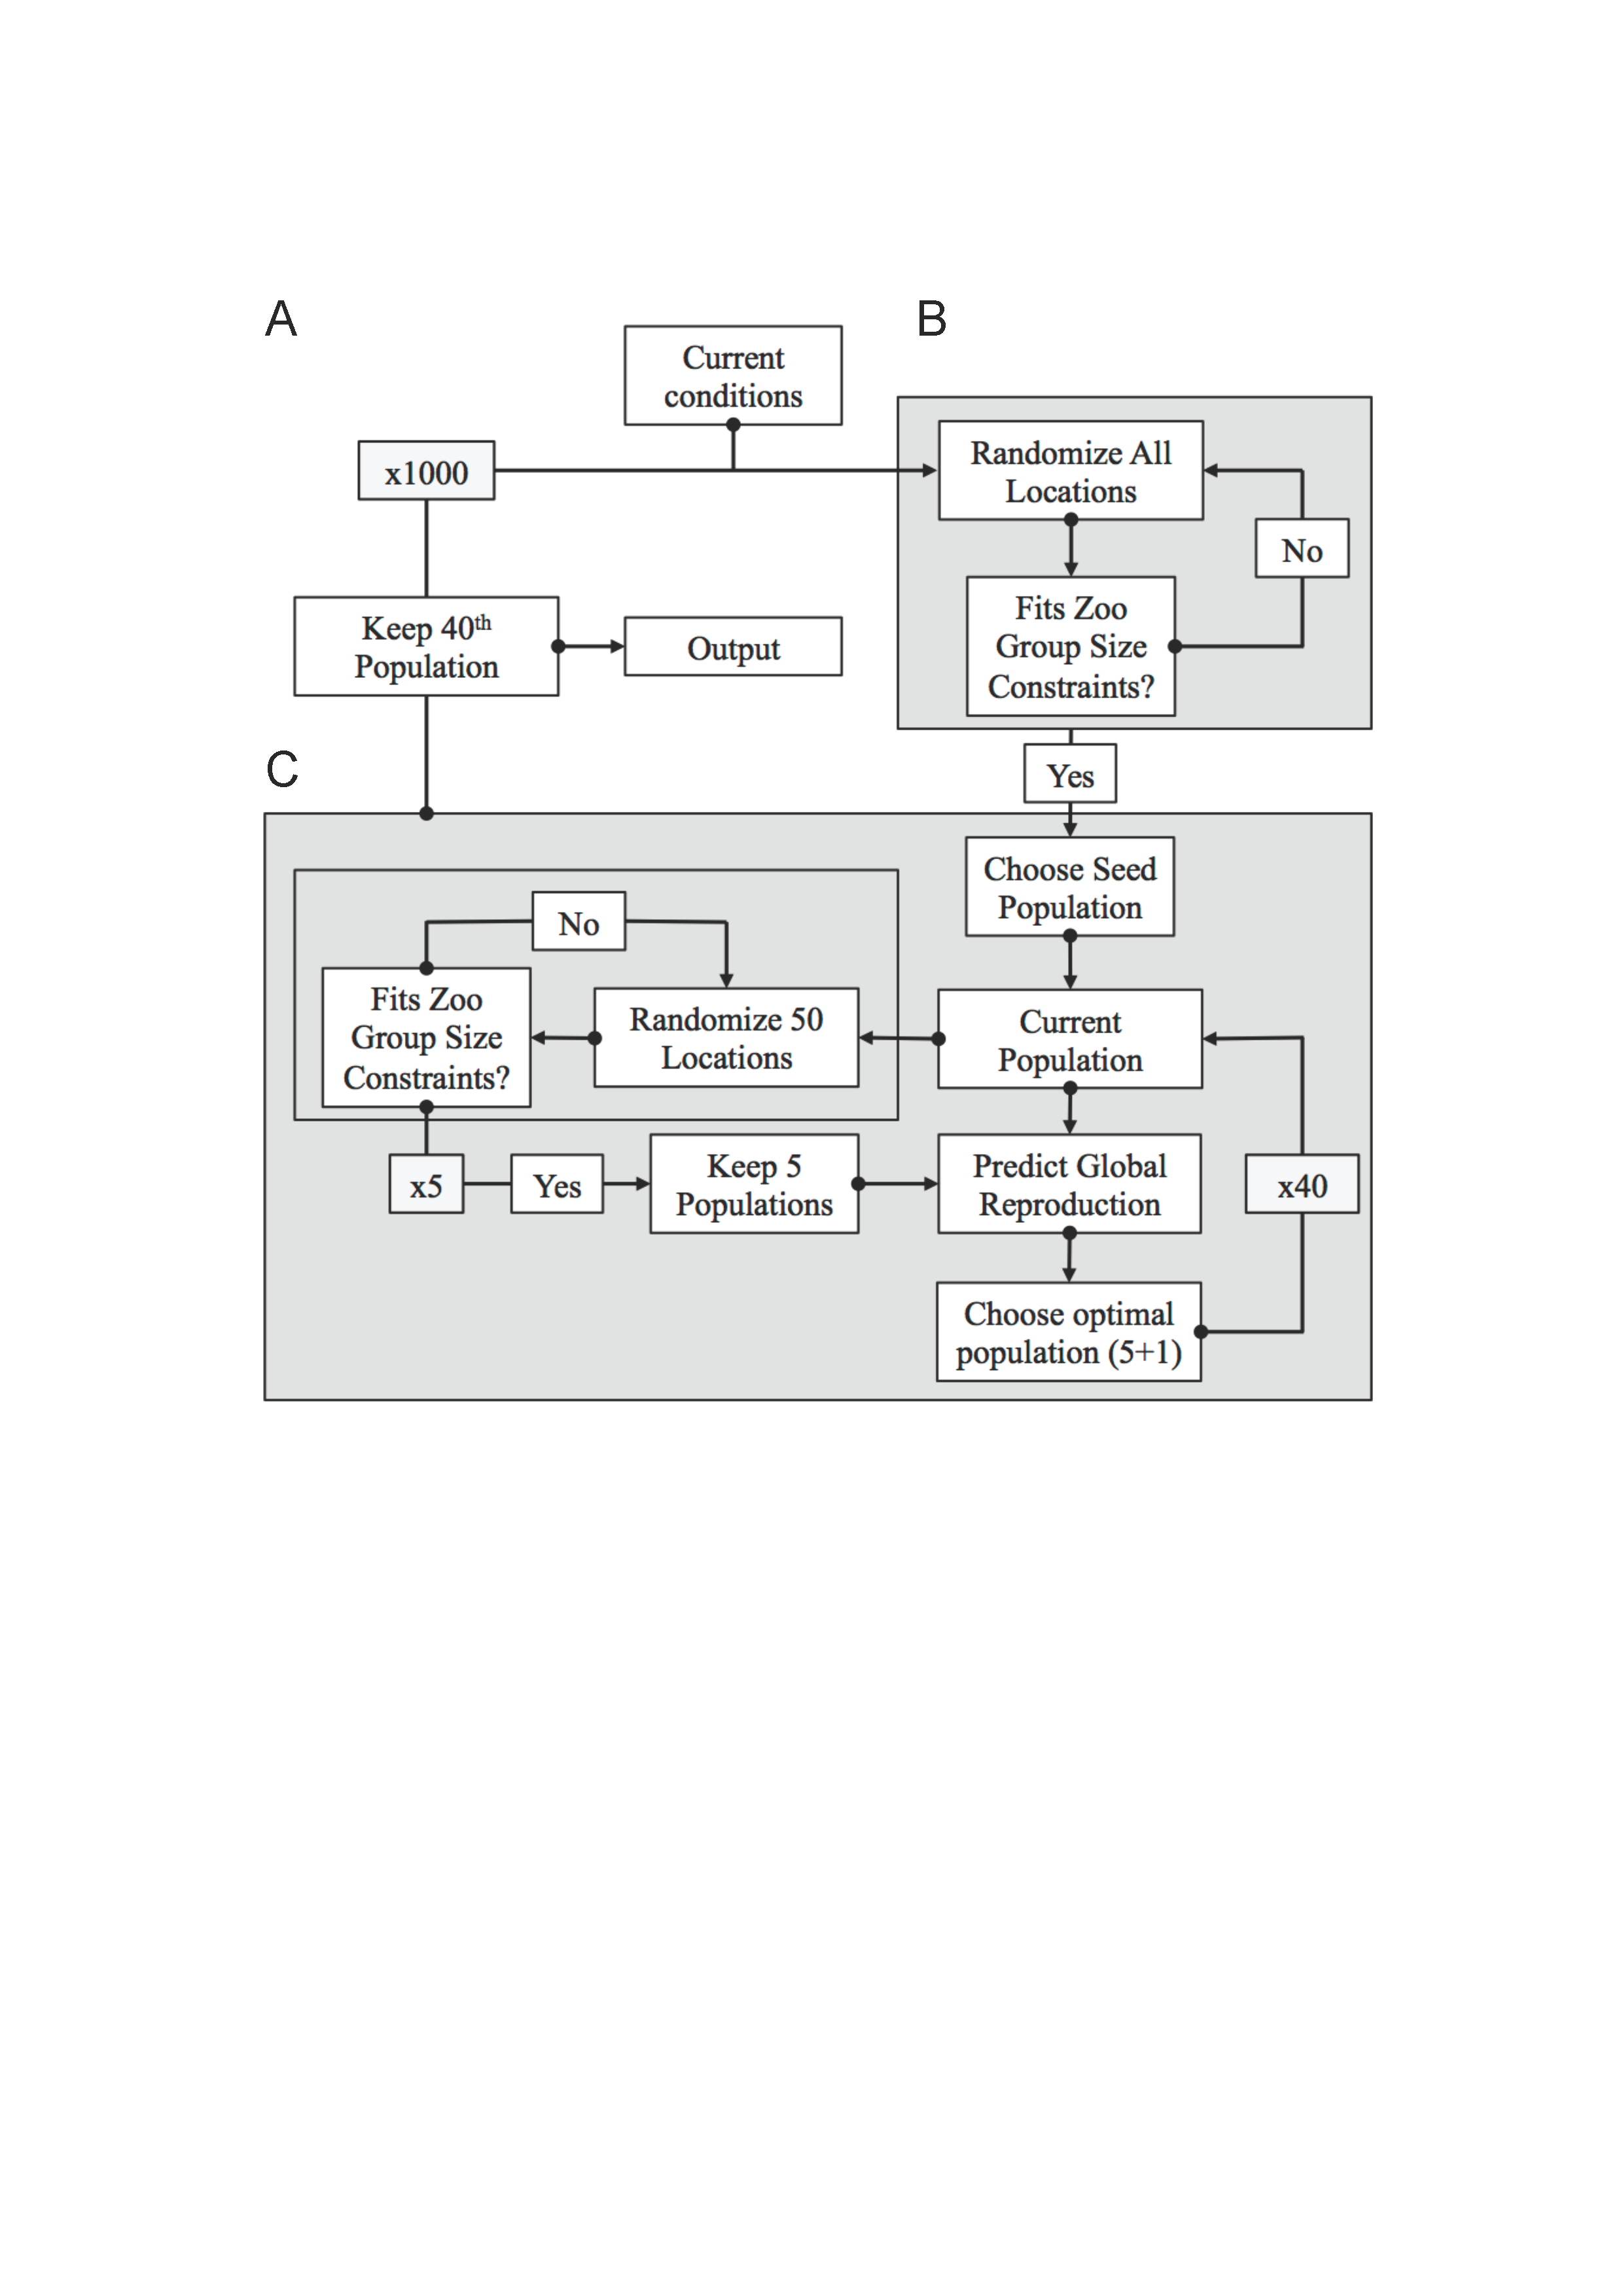 A
B
Current
conditions
x1000
Randomize All
Locations
No
Fits Zoo
Group Size
Constraints?
Keep 40th
Population
Output
Yes
C
Choose Seed
Population
No
Fits Zoo
Group Size
Constraints?
Randomize 50
Locations
Current
Population
x5
Yes
Keep 5
Populations
Predict Global
Reproduction
x40
Choose optimal
population (5+1)